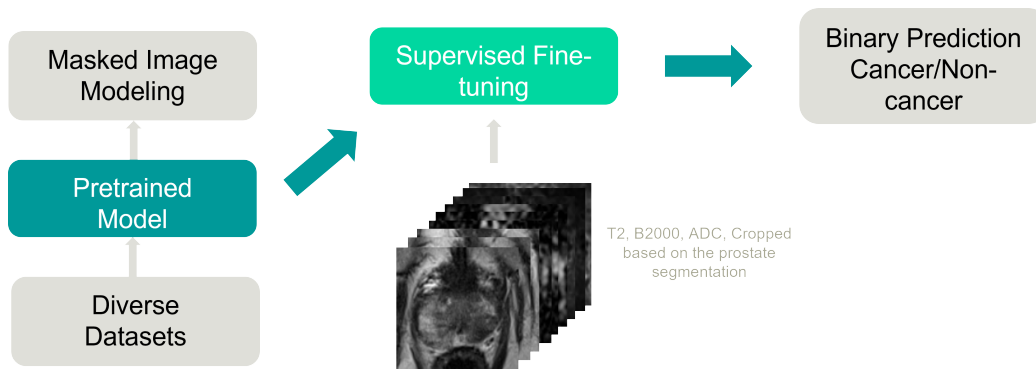 Masked Image
Modeling
Pretrained
Model
Diverse
Datasets
Supervised Fine-
tuning
T2, B2000, ADC, Cropped
based on the prostate
segmentation
Binary Prediction
Cancer/Non-
cancer